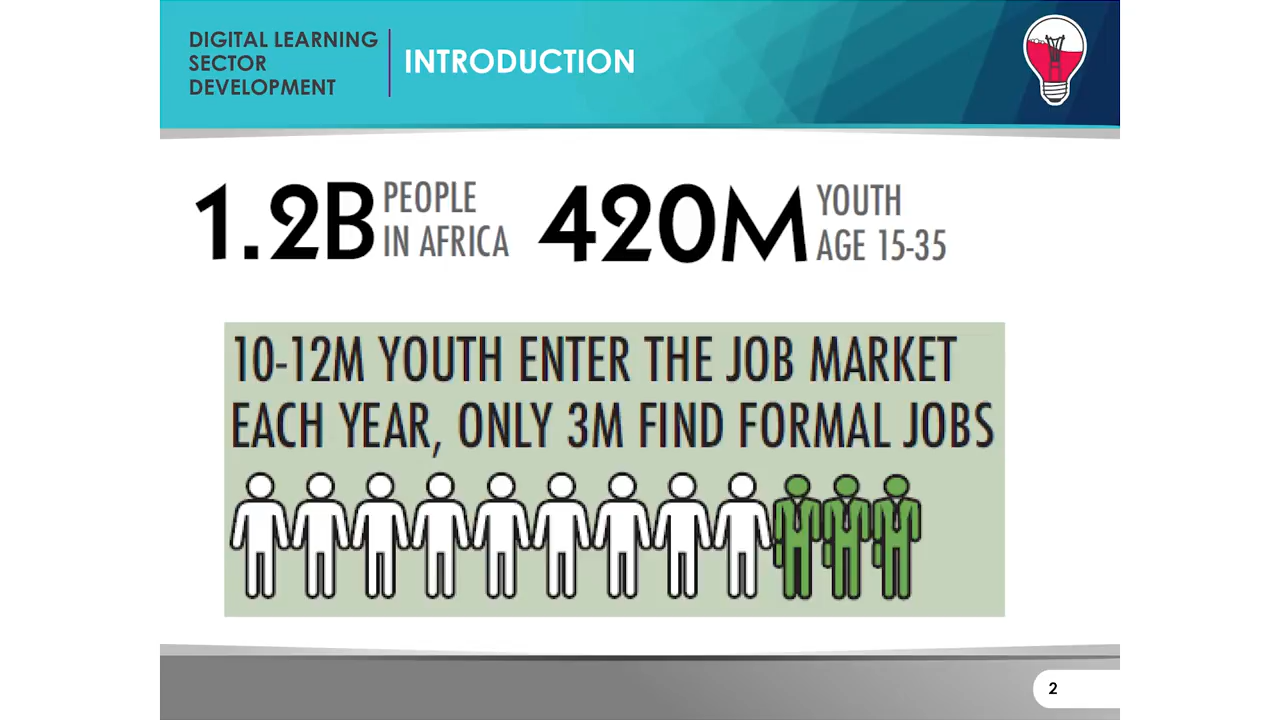 DIGITAL LEARNING
SECTOR
DEVELOPMENT
INTRODUCTION
1.2B PEOPLE
IN AFRICA
420M YOUTH
AGE 15-35
10-12M YOUTH ENTER THE JOB MARKET
EACH YEAR, ONLY 3M FIND FORMAL JOBS
2